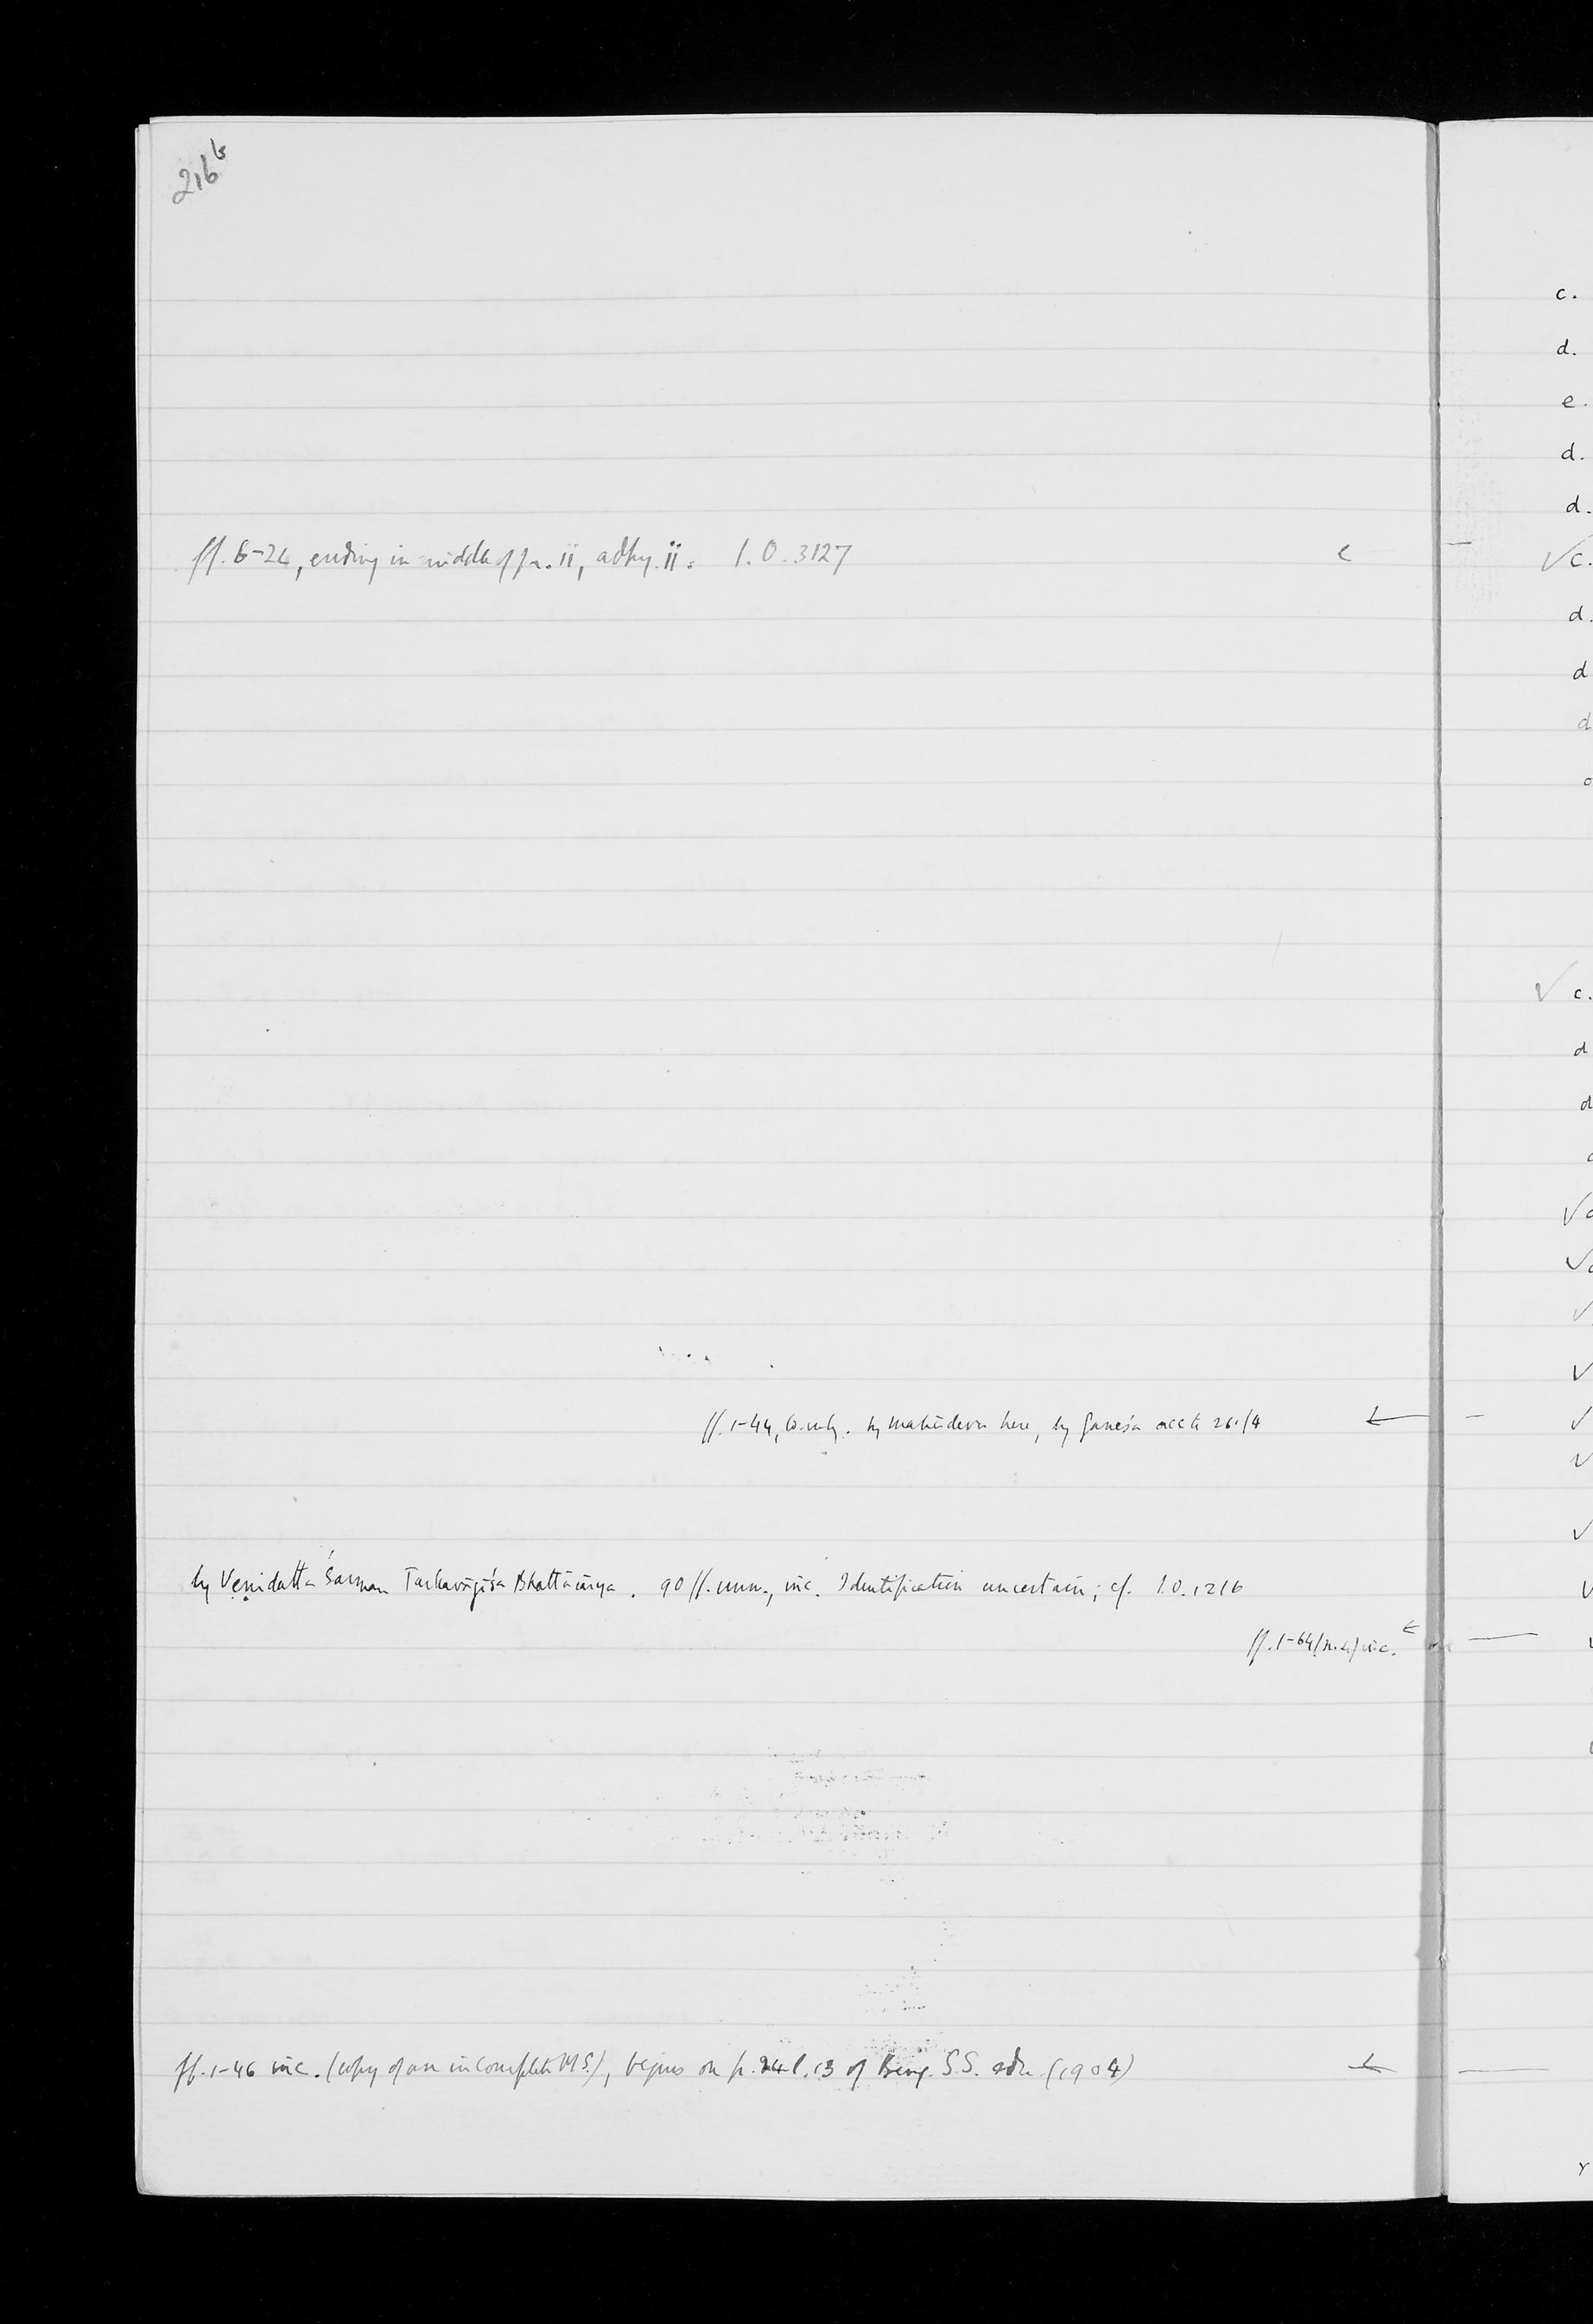 216b
c.
d.
e.
d.
d.
ff. 6-24, ending in middle of pr. ii, adhy. ii. I.O. 3127 ← – ✓c.
d.
d
d
✓ c.
d
d
ff. 1-44, by Mahādeva here, by Gaṇeśa acc to 26/4 ← –
by Veṇidatta Śarman Tarkavāgīśa Bhaṭṭācārya. 90 ff. unn., inc. Identification uncertain; cf. I.O. 1216
ff. 1-64 inc. ← —
ff. 1-46 inc. (copy of an incomplete MS.), begins on p. 24 l. 13 of Beng. S.S. edn. (1904) ← —